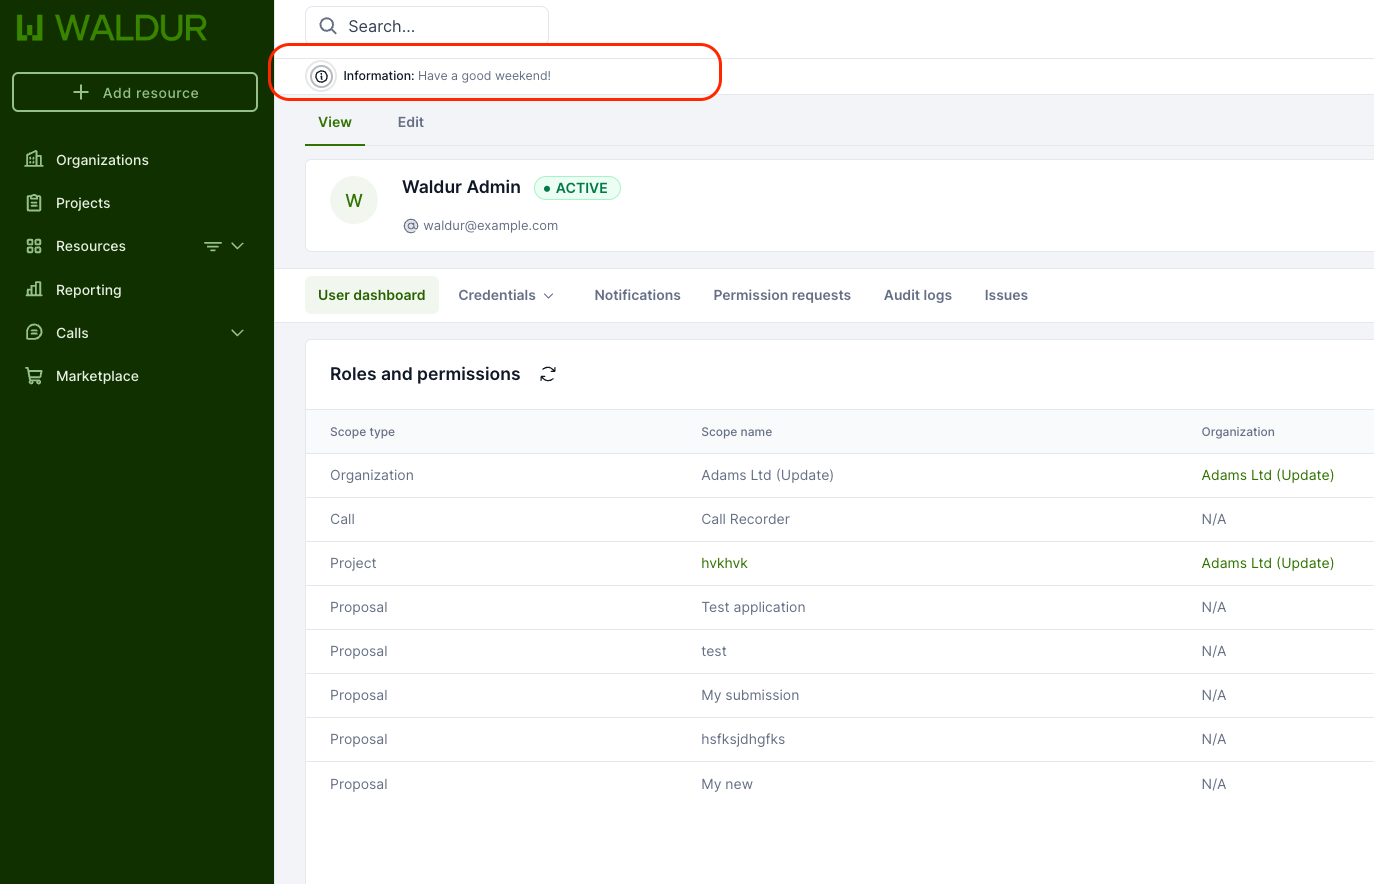 WALDUR
Search...
Add resource
Information: Have a good weekend!
View Edit
Organizations
Projects
Resources
Reporting
Calls
Marketplace
W
Waldur Admin ACTIVE
waldur@example.com
User dashboard Credentials Notifications Permission requests Audit logs Issues
Roles and permissions
Scope type Scope name Organization
Organization Adams Ltd (Update) Adams Ltd (Update)
Call Call Recorder N/A
Project hvkhvk Adams Ltd (Update)
Proposal Test application N/A
Proposal test N/A
Proposal My submission N/A
Proposal hsfksjdhgfks N/A
Proposal My new N/A